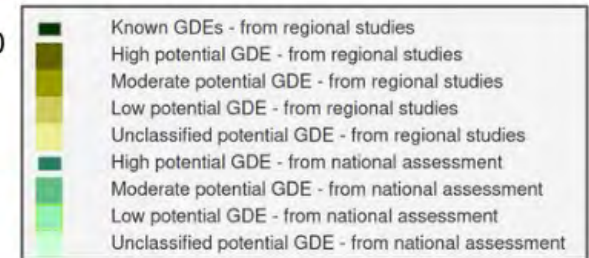 Known GDEs - from regional studies
High potential GDE - from regional studies
Moderate potential GDE - from regional studies
Low potential GDE - from regional studies
Unclassified potential GDE - from regional studies
High potential GDE - from national assessment
Moderate potential GDE - from national assessment
Low potential GDE - from national assessment
Unclassified potential GDE - from national assessment